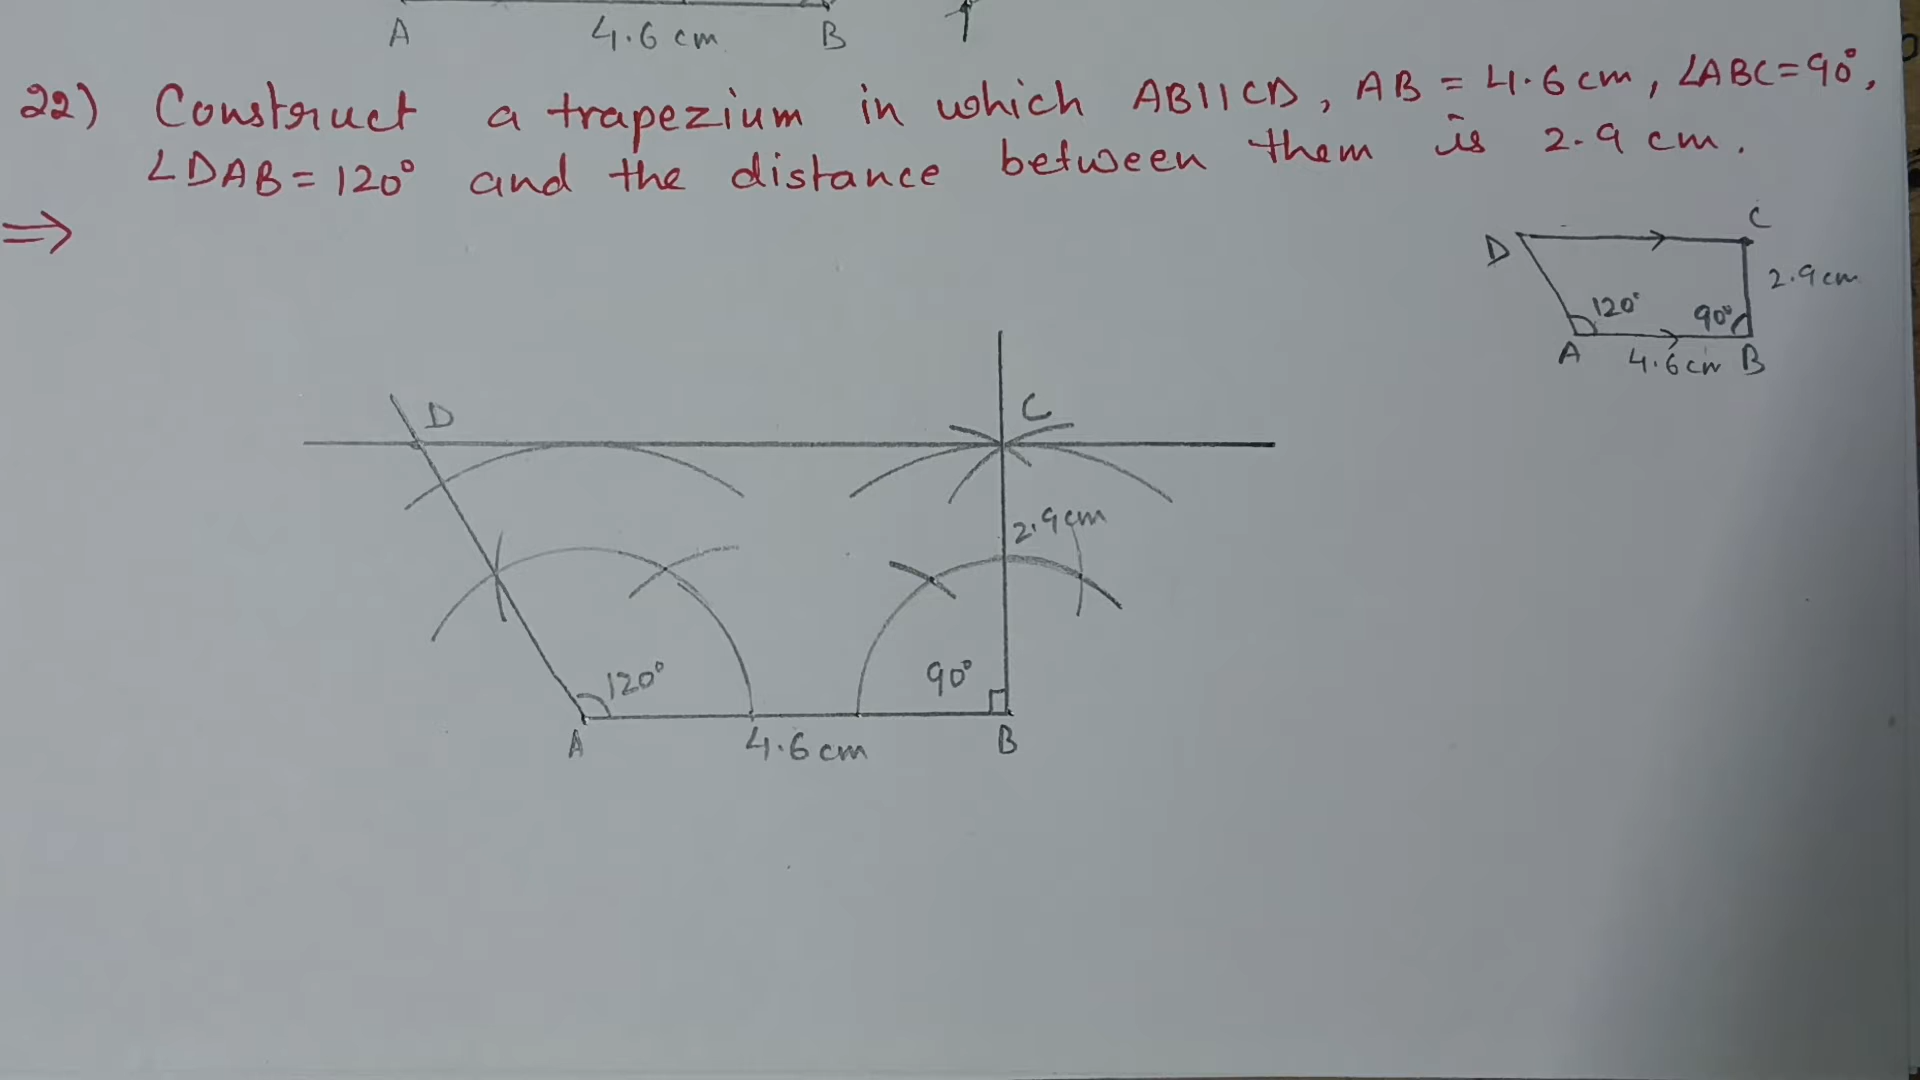 A 4.6 cm B
22) Construct a trapezium in which AB||CD, AB = 4.6 cm, ∠ABC=90°,
∠DAB = 120° and the distance between them is 2.9 cm.
⇒
C
D
2.9cm
120° 90°
A 4.6cm B
D C
2.9cm
120° 90°
A 4.6cm B